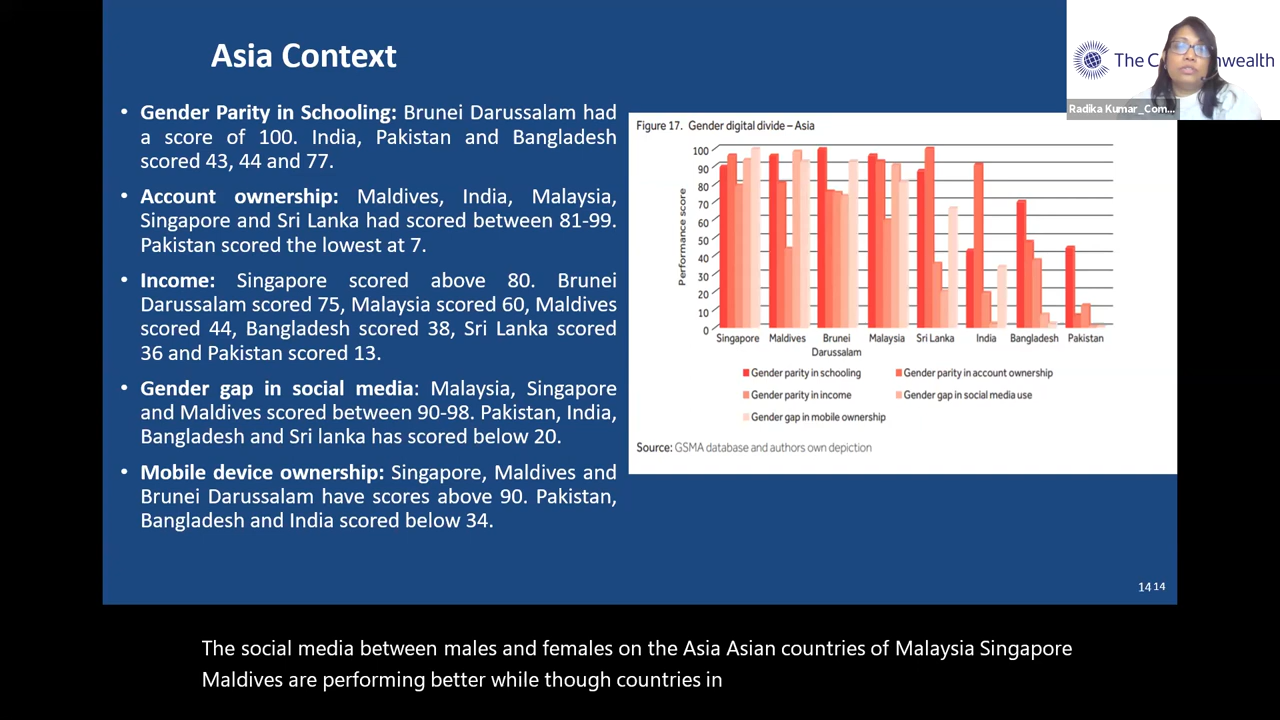 Asia Context
• Gender Parity in Schooling: Brunei Darussalam had
a score of 100. India, Pakistan and Bangladesh
scored 43, 44 and 77.
• Account ownership: Maldives, India, Malaysia,
Singapore and Sri Lanka had scored between 81-99.
Pakistan scored the lowest at 7.
• Income: Singapore scored above 80. Brunei
Darussalam scored 75, Malaysia scored 60, Maldives
scored 44, Bangladesh scored 38, Sri Lanka scored
36 and Pakistan scored 13.
• Gender gap in social media: Malaysia, Singapore
and Maldives scored between 90-98. Pakistan, India,
Bangladesh and Sri lanka has scored below 20.
• Mobile device ownership: Singapore, Maldives and
Brunei Darussalam have scores above 90. Pakistan,
Bangladesh and India scored below 34.
Figure 17. Gender digital divide – Asia
Performance score
100
90
80
70
60
50
40
30
20
10
0
Singapore Maldives Brunei Darussalam Malaysia Sri Lanka India Bangladesh Pakistan
Gender parity in schooling Gender parity in account ownership
Gender parity in income Gender gap in social media use
Gender gap in mobile ownership
Source: GSMA database and authors own depiction
14 14
The C wealth
Radika Kumar_Com...
The social media between males and females on the Asia Asian countries of Malaysia Singapore
Maldives are performing better while though countries in